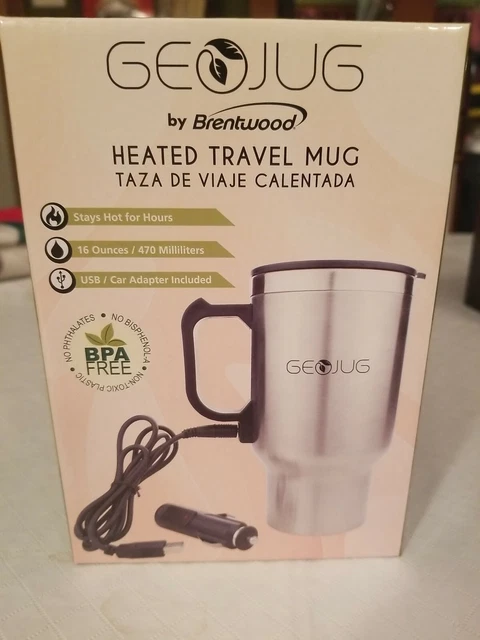 GEOJUG
by Brentwood
HEATED TRAVEL MUG
TAZA DE VIAJE CALENTADA
Stays Hot for Hours
16 Ounces / 470 Milliliters
USB / Car Adapter Included
NO PHTHALATES • NO BISPHENOL-A • NON-TOXIC PLASTIC •
BPA
FREE
GEOJUG